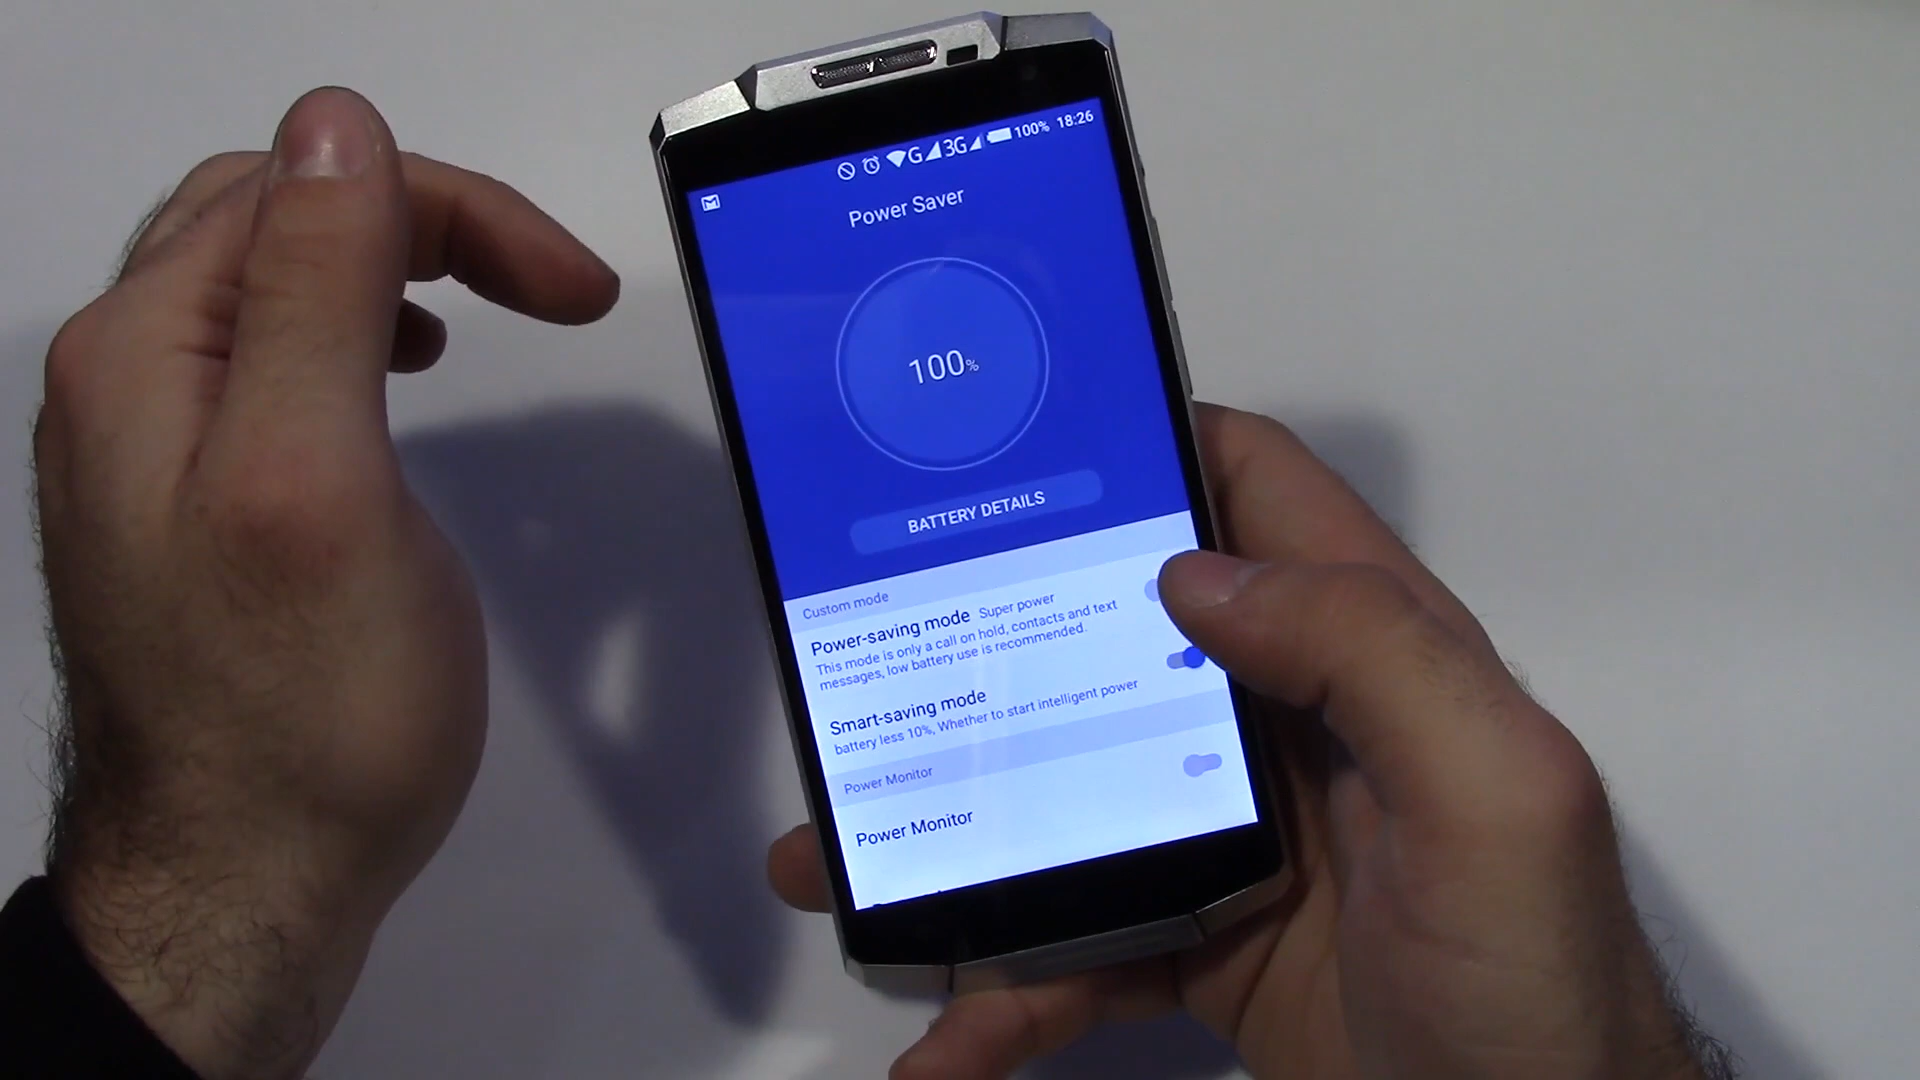 G 3G 100% 18:26
Power Saver
100%
BATTERY DETAILS
Custom mode
Power-saving mode Super power
This mode is only a call on hold, contacts and text
messages, low battery use is recommended.
Smart-saving mode
battery less 10%, Whether to start intelligent power
Power Monitor
Power Monitor